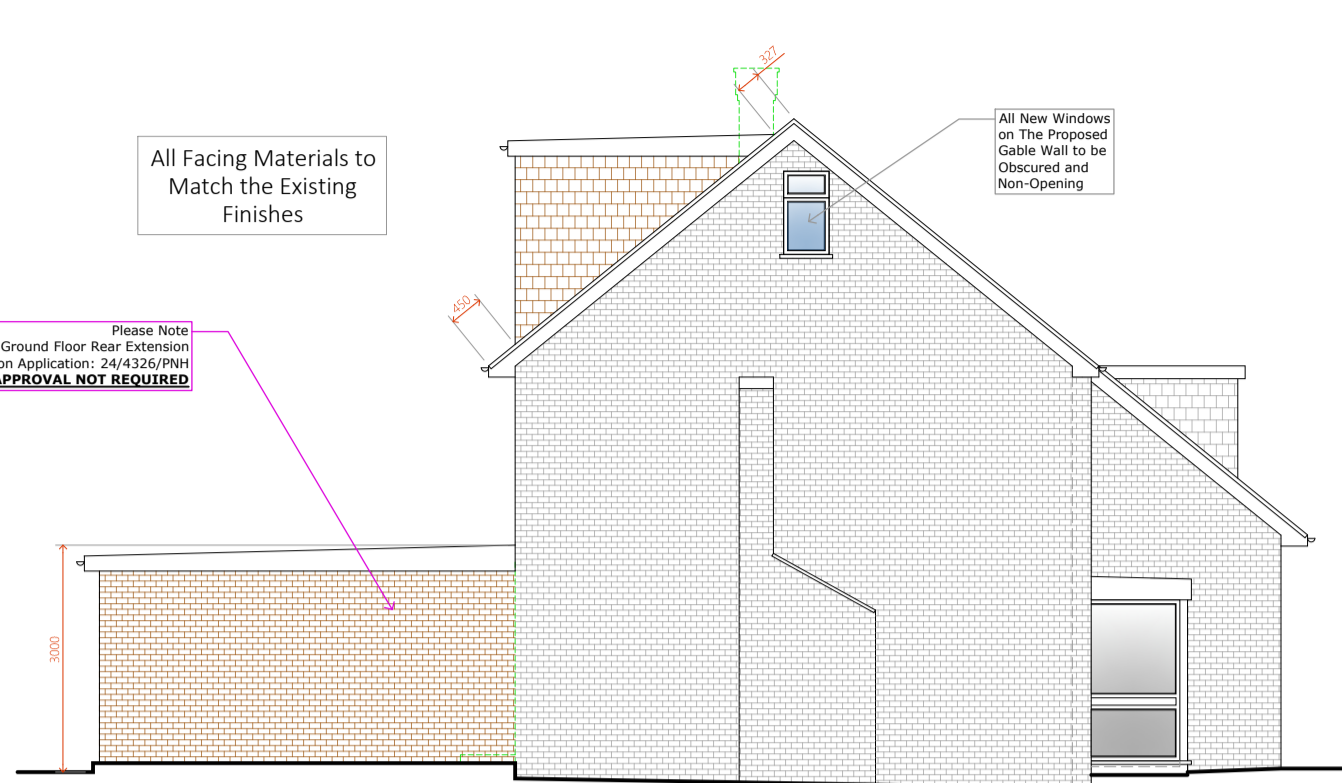 327
All New Windows
on The Proposed
Gable Wall to be
Obscured and
Non-Opening
All Facing Materials to
Match the Existing
Finishes
450
Please Note
Ground Floor Rear Extension
on Application: 24/4326/PNH
APPROVAL NOT REQUIRED
3000